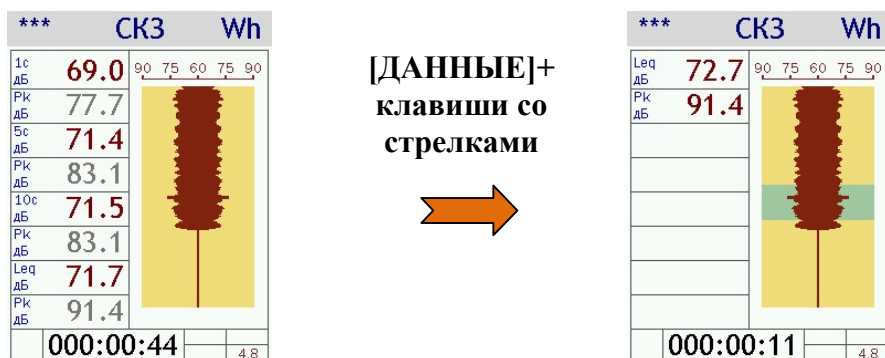 *** СКЗ Wh
1с дБ 69.0
90 75 60 75 90
Pk дБ 77.7
5с дБ 71.4
Pk дБ 83.1
10с дБ 71.5
Pk дБ 83.1
Leq дБ 71.7
Pk дБ 91.4
000:00:44 4.8
[ДАННЫЕ]+
клавиши со
стрелками
*** СКЗ Wh
Leq дБ 72.7
90 75 60 75 90
Pk дБ 91.4
000:00:11 4.8